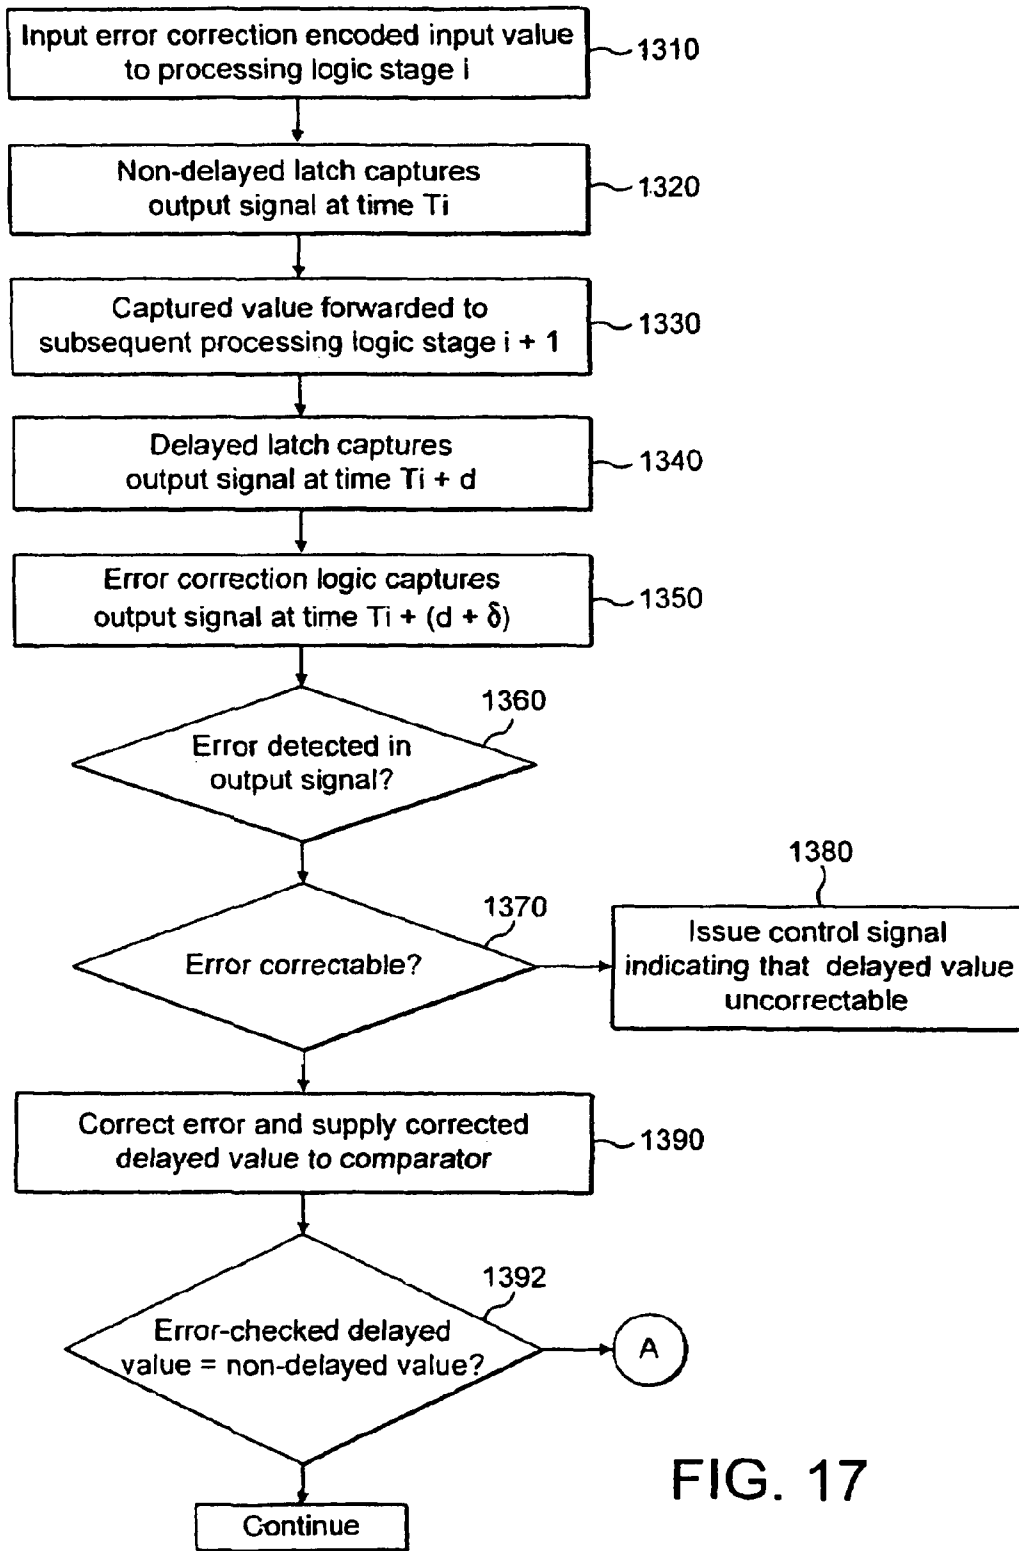 Input error correction encoded input value
to processing logic stage i
1310
Non-delayed latch captures
output signal at time Ti
1320
Captured value forwarded to
subsequent processing logic stage i + 1
1330
Delayed latch captures
output signal at time Ti + d
1340
Error correction logic captures
output signal at time Ti + (d + δ)
1350
1360
Error detected in
output signal?
1370
Error correctable?
1380
Issue control signal
indicating that delayed value
uncorrectable
Correct error and supply corrected
delayed value to comparator
1390
1392
Error-checked delayed
value = non-delayed value?
A
Continue
FIG. 17